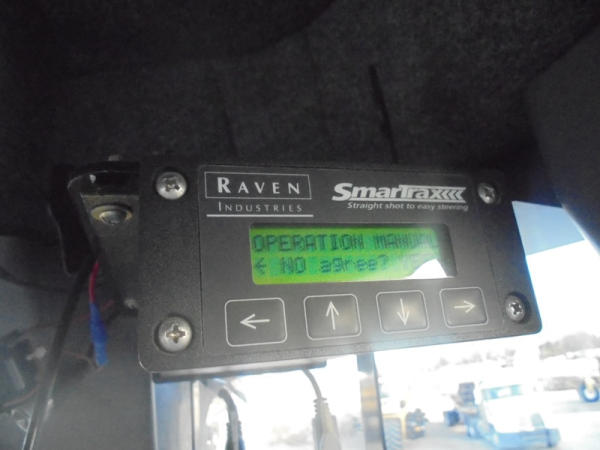 RAVEN
INDUSTRIES
SMARTRAX
Straight shot to easy steering
OPERATION MANUAL
← NO agree?
← ↑ ↓ →